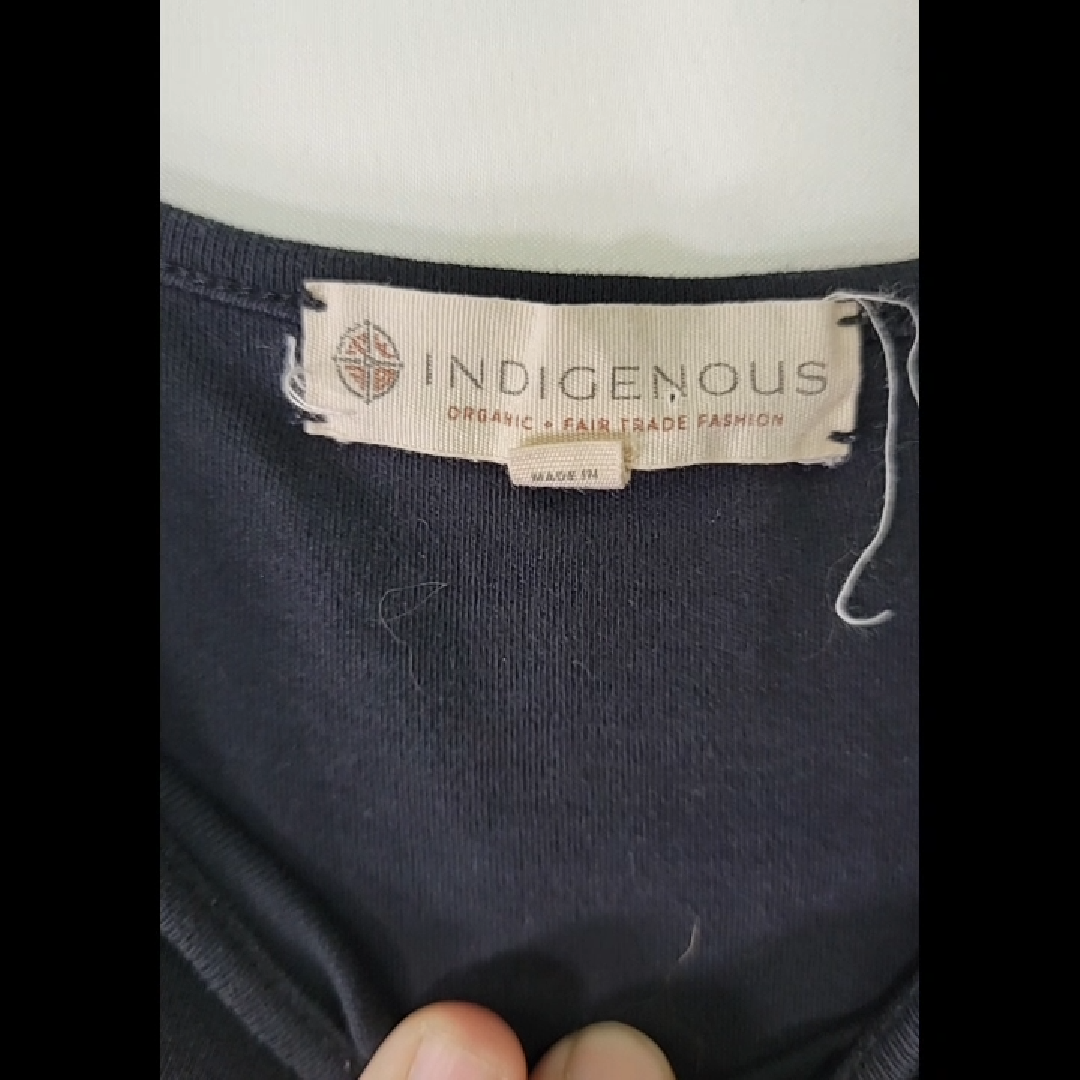 INDIGENOUS
ORGANIC + FAIR TRADE FASHION
MADE IN